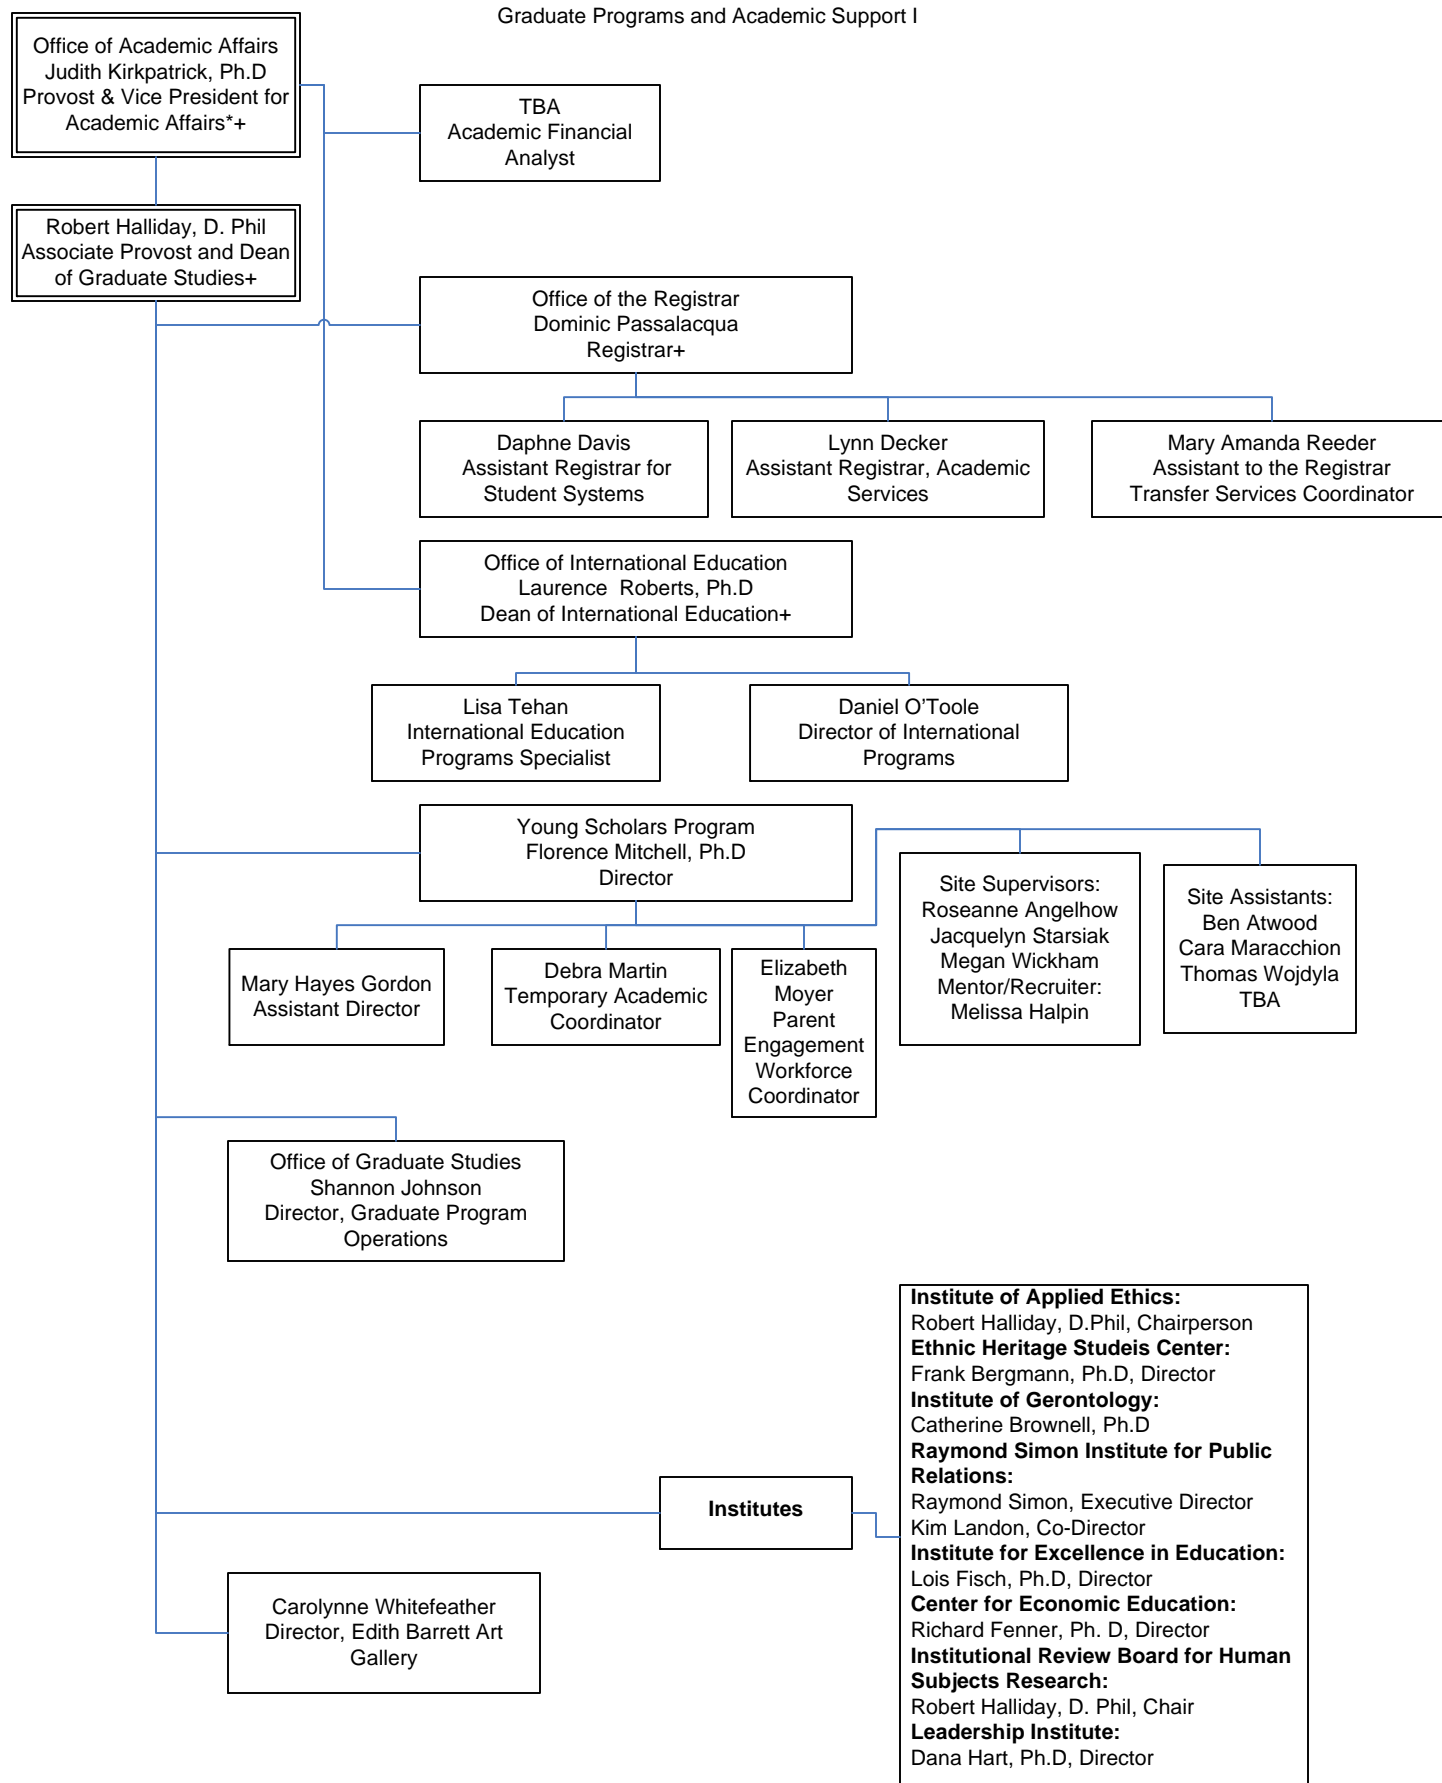 Graduate Programs and Academic Support I
Office of Academic Affairs
Judith Kirkpatrick, Ph.D
Provost & Vice President for
Academic Affairs*+
TBA
Academic Financial
Analyst
Robert Halliday, D. Phil
Associate Provost and Dean
of Graduate Studies+
Office of the Registrar
Dominic Passalacqua
Registrar+
Daphne Davis
Assistant Registrar for
Student Systems
Lynn Decker
Assistant Registrar, Academic
Services
Mary Amanda Reeder
Assistant to the Registrar
Transfer Services Coordinator
Office of International Education
Laurence  Roberts, Ph.D
Dean of International Education+
Lisa Tehan
International Education
Programs Specialist
Daniel O’Toole
Director of International
Programs
Young Scholars Program
Florence Mitchell, Ph.D
Director
Site Supervisors:
Roseanne Angelhow
Jacquelyn Starsiak
Megan Wickham
Mentor/Recruiter:
Melissa Halpin
Site Assistants:
Ben Atwood
Cara Maracchion
Thomas Wojdyla
TBA
Mary Hayes Gordon
Assistant Director
Debra Martin
Temporary Academic
Coordinator
Elizabeth
Moyer
Parent
Engagement
Workforce
Coordinator
Office of Graduate Studies
Shannon Johnson
Director, Graduate Program
Operations
Institutes
Institute of Applied Ethics:
Robert Halliday, D.Phil, Chairperson
Ethnic Heritage Studeis Center:
Frank Bergmann, Ph.D, Director
Institute of Gerontology:
Catherine Brownell, Ph.D
Raymond Simon Institute for Public
Relations:
Raymond Simon, Executive Director
Kim Landon, Co-Director
Institute for Excellence in Education:
Lois Fisch, Ph.D, Director
Center for Economic Education:
Richard Fenner, Ph. D, Director
Institutional Review Board for Human
Subjects Research:
Robert Halliday, D. Phil, Chair
Leadership Institute:
Dana Hart, Ph.D, Director
Carolynne Whitefeather
Director, Edith Barrett Art
Gallery